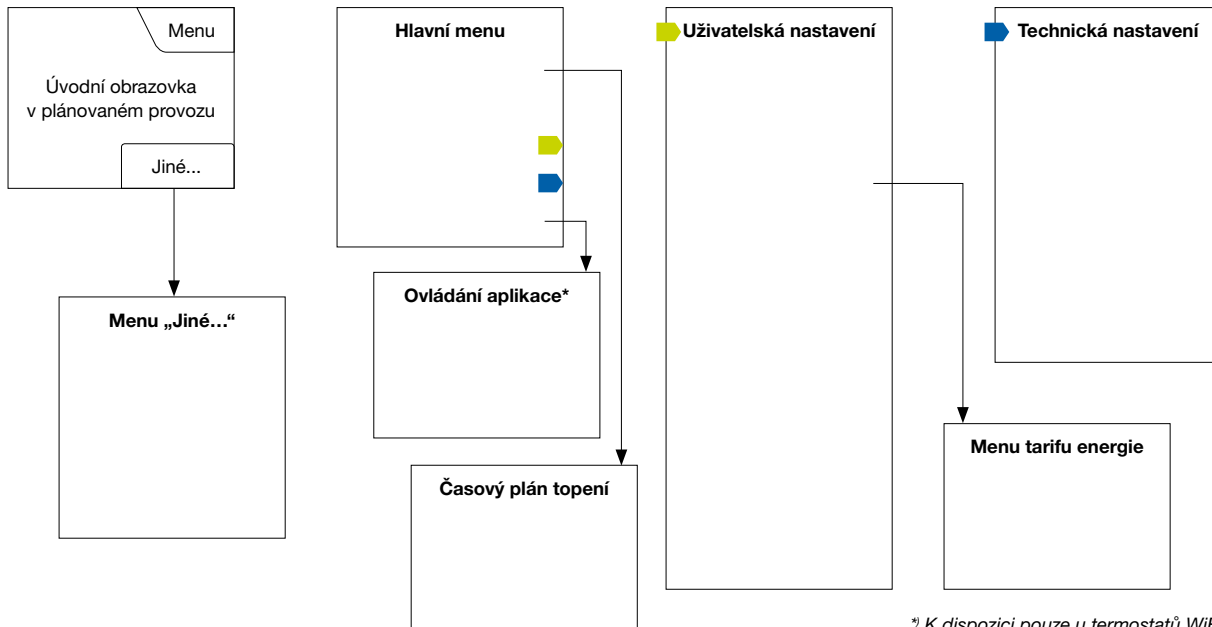 Menu
Úvodní obrazovka
v plánovaném provozu
Jiné...
Menu „Jiné…“
Hlavní menu
Ovládání aplikace*
Časový plán topení
Uživatelská nastavení
Technická nastavení
Menu tarifu energie
*) K dispozici pouze u termostatů